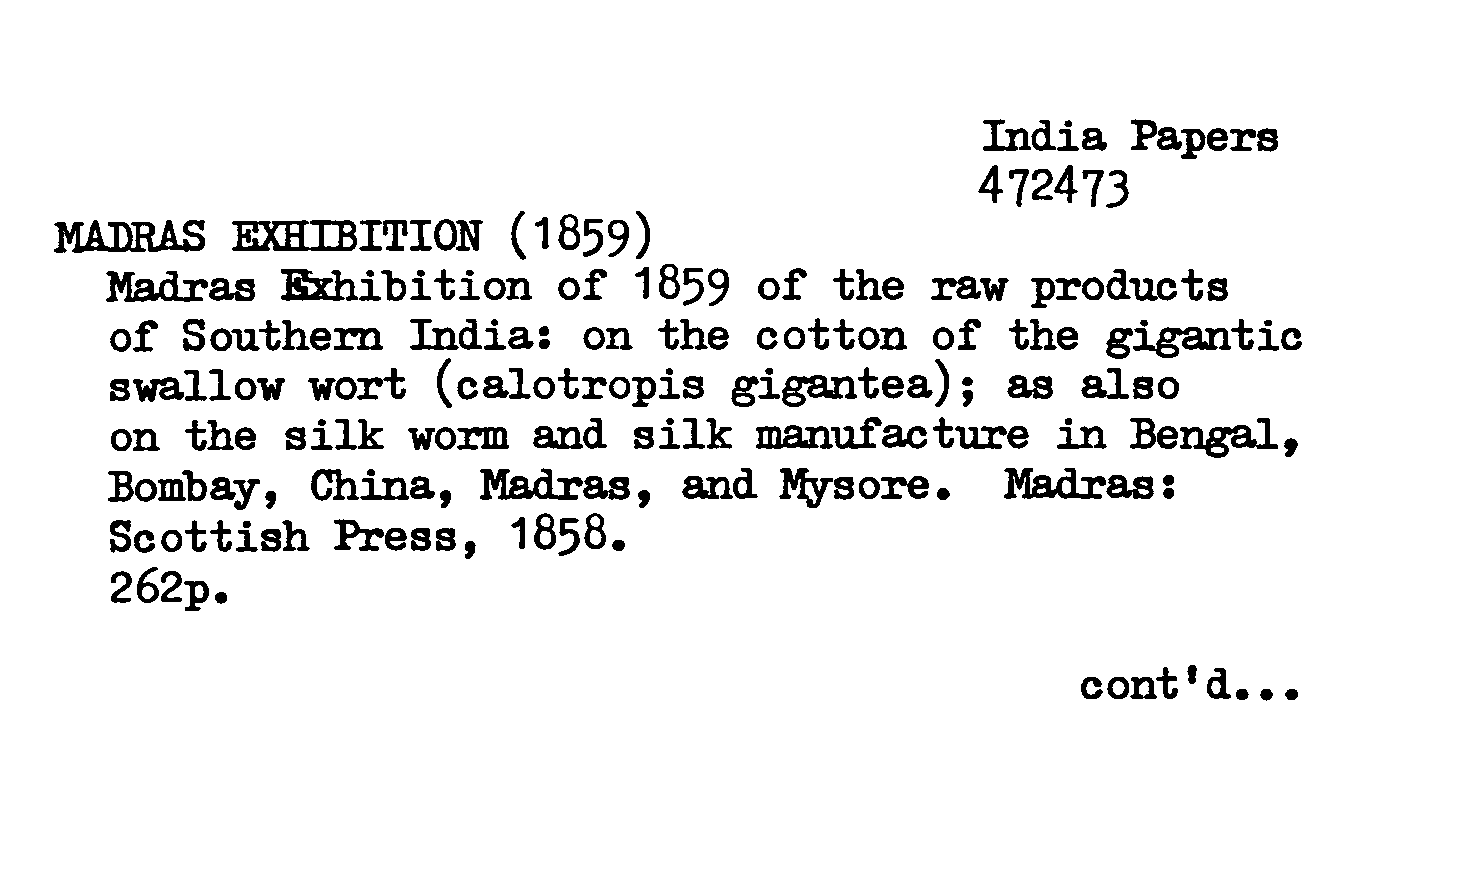 India Papers
472473
MADRAS EXHIBITION (1859)
Madras Exhibition of 1859 of the raw products
of Southern India: on the cotton of the gigantic
swallow wort (calotropis gigantea); as also
on the silk worm and silk manufacture in Bengal,
Bombay, China, Madras, and Mysore.  Madras:
Scottish Press, 1858.
262p.
cont'd...